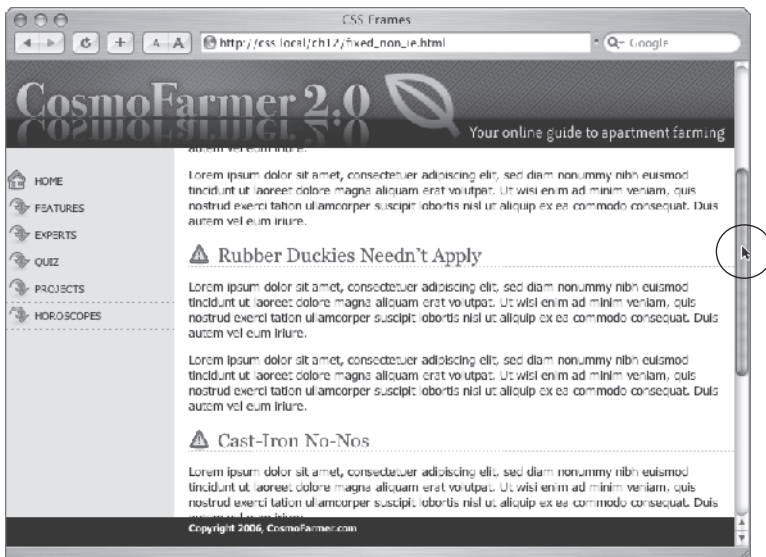 CSS Frames
A A http://css.local/ch12/fixed_non_ie.html Google
CosmoFarmer 2.0
Your online guide to apartment farming
autem vel eum iriure.
HOME
FEATURES
EXPERTS
QUIZ
PROJECTS
HOROSCOPES
Lorem ipsum dolor sit amet, consectetuer adipiscing elit, sed diam nonummy nibh euismod
tincidunt ut laoreet dolore magna aliquam erat volutpat. Ut wisi enim ad minim veniam, quis
nostrud exerci tation ullamcorper suscipit lobortis nisl ut aliquip ex ea commodo consequat. Duis
autem vel eum iriure.
Rubber Duckies Needn't Apply
Lorem ipsum dolor sit amet, consectetuer adipiscing elit, sed diam nonummy nibh euismod
tincidunt ut laoreet dolore magna aliquam erat volutpat. Ut wisi enim ad minim veniam, quis
nostrud exerci tation ullamcorper suscipit lobortis nisl ut aliquip ex ea commodo consequat. Duis
autem vel eum iriure.
Lorem ipsum dolor sit amet, consectetuer adipiscing elit, sed diam nonummy nibh euismod
tincidunt ut laoreet dolore magna aliquam erat volutpat. Ut wisi enim ad minim veniam, quis
nostrud exerci tation ullamcorper suscipit lobortis nisl ut aliquip ex ea commodo consequat. Duis
autem vel eum iriure.
Cast-Iron No-Nos
Lorem ipsum dolor sit amet, consectetuer adipiscing elit, sed diam nonummy nibh euismod
tincidunt ut laoreet dolore magna aliquam erat volutpat. Ut wisi enim ad minim veniam, quis
nostrud exerci tation ullamcorper suscipit lobortis nisl ut aliquip ex ea commodo consequat. Duis
Copyright 2006, CosmoFarmer.com